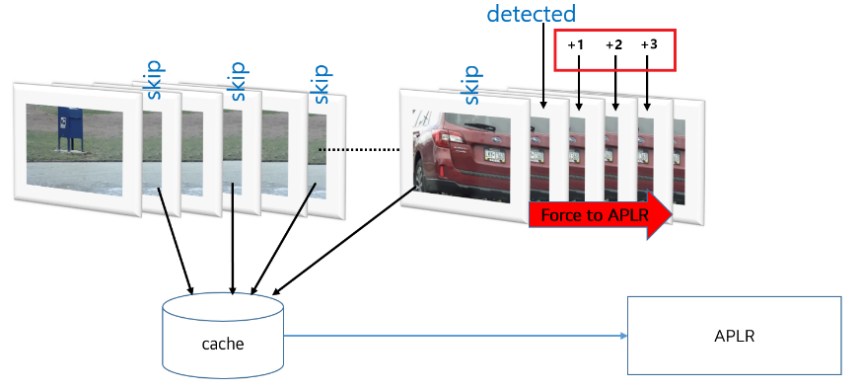 detected
+1 +2 +3
skip
skip
skip
skip
Force to APLR
cache
APLR